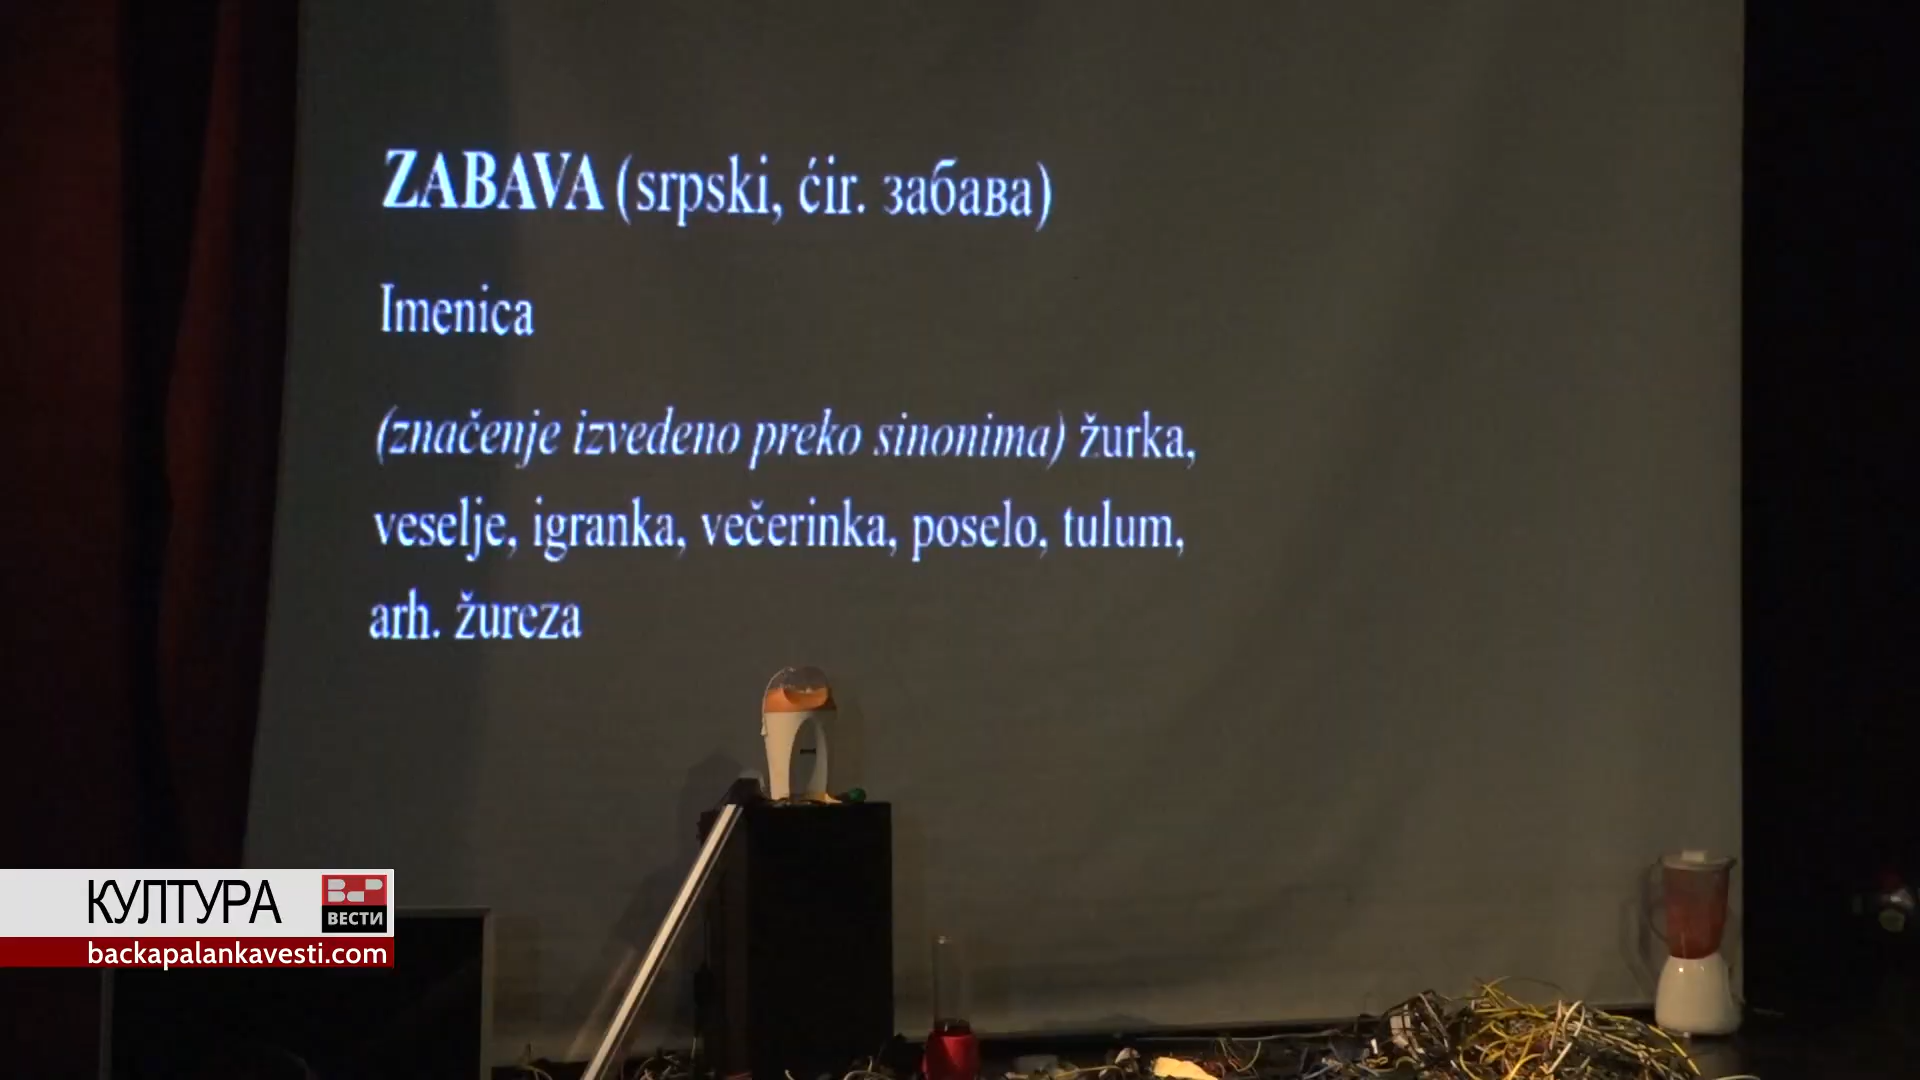 ZABAVA (srpski, ćir. забава)
Imenica
(značenje izvedeno preko sinonima) žurka,
veselje, igranka, večerinka, poselo, tulum,
arh. žureza
КУЛТУРА
BCP
ВЕСТИ
backapalankavesti.com